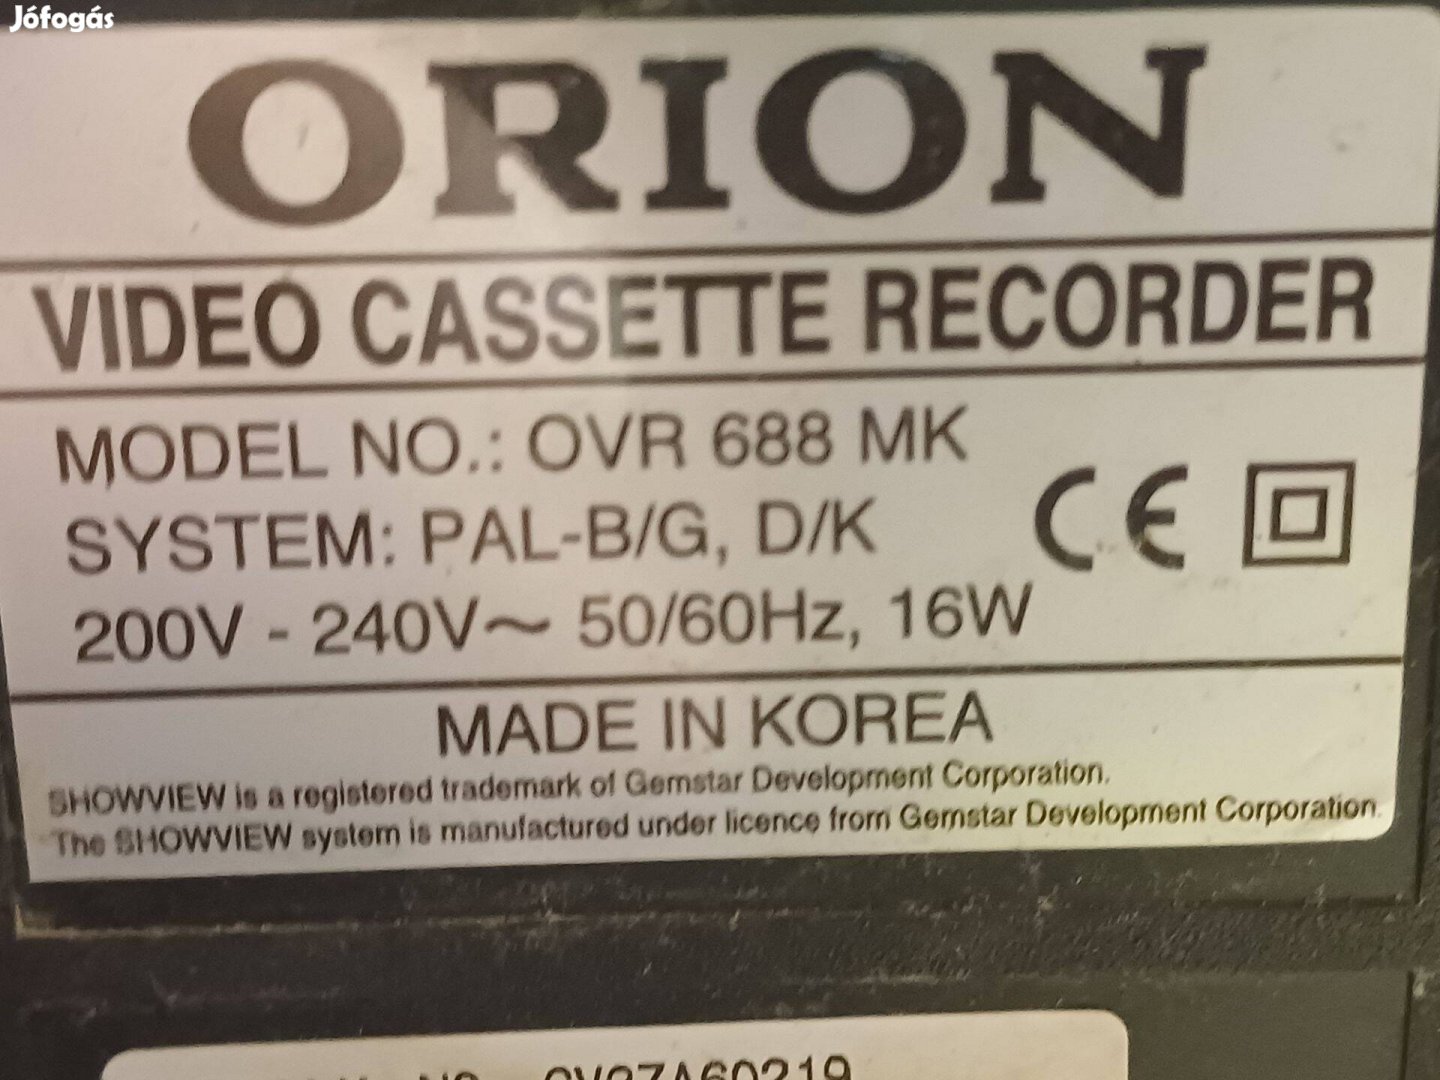 Jófogás
ORION
VIDEO CASSETTE RECORDER
MODEL NO.: OVR 688 MK
SYSTEM: PAL-B/G, D/K
CE
200V - 240V~ 50/60Hz, 16W
MADE IN KOREA
SHOWVIEW is a registered trademark of Gemstar Development Corporation.
The SHOWVIEW system is manufactured under licence from Gemstar Development Corporation.